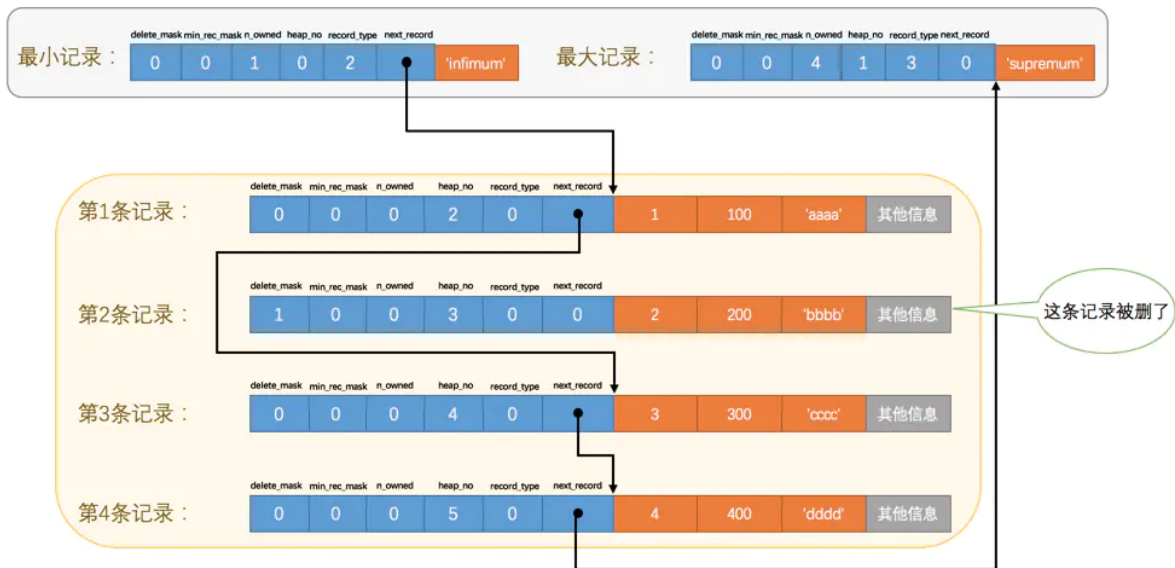 delete_mask min_rec_mask n_owned heap_no record_type next_record
最小记录： 0 0 1 0 2 'infimum'
delete_mask min_rec_mask n_owned heap_no record_type next_record
最大记录： 0 0 4 1 3 0 'supremum'
delete_mask min_rec_mask n_owned heap_no record_type next_record
第1条记录： 0 0 0 2 0 1 100 'aaaa' 其他信息
delete_mask min_rec_mask n_owned heap_no record_type next_record
第2条记录： 1 0 0 3 0 0 2 200 'bbbb' 其他信息
这条记录被删了
delete_mask min_rec_mask n_owned heap_no record_type next_record
第3条记录： 0 0 0 4 0 3 300 'cccc' 其他信息
delete_mask min_rec_mask n_owned heap_no record_type next_record
第4条记录： 0 0 0 5 0 4 400 'dddd' 其他信息